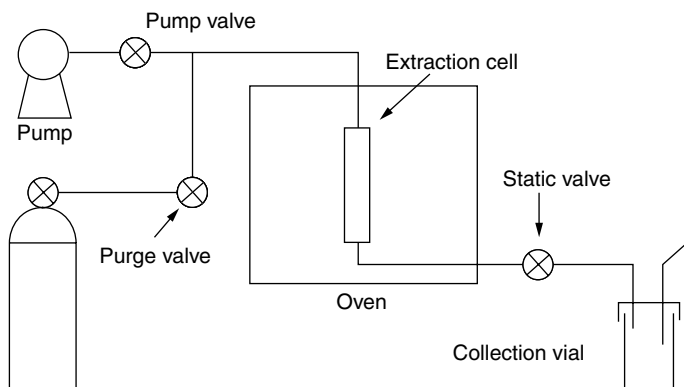 Pump valve
Extraction cell
Pump
Static valve
Purge valve
Oven
Collection vial